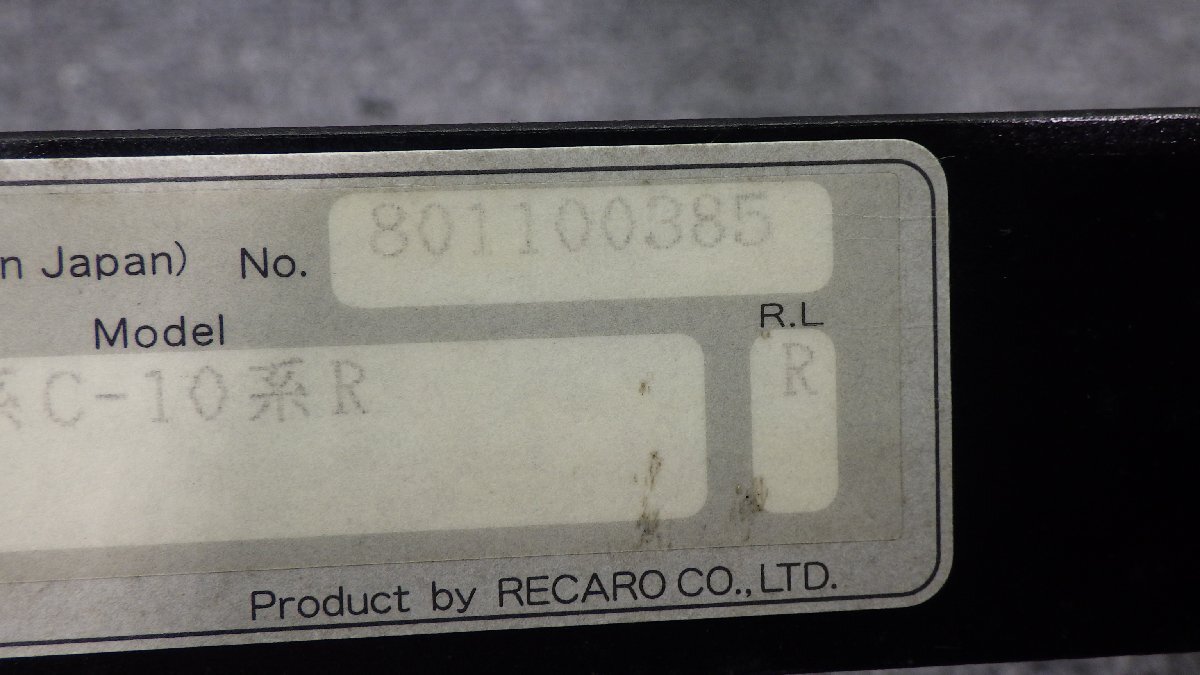 n Japan) No. 801100385
Model R.L
系C-10系R R
Product by RECARO CO., LTD.